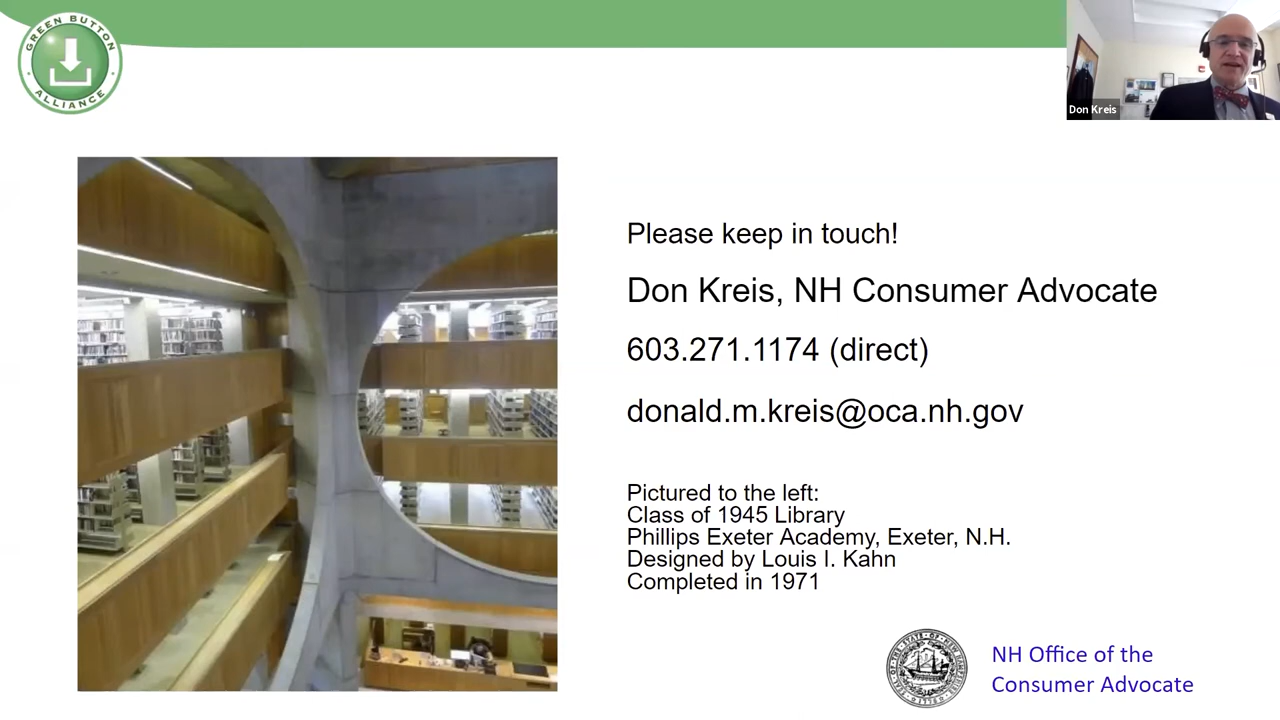 GREEN BUTTON
ALLIANCE
Don Kreis
Please keep in touch!
Don Kreis, NH Consumer Advocate
603.271.1174 (direct)
donald.m.kreis@oca.nh.gov
Pictured to the left:
Class of 1945 Library
Phillips Exeter Academy, Exeter, N.H.
Designed by Louis I. Kahn
Completed in 1971
NH Office of the
Consumer Advocate